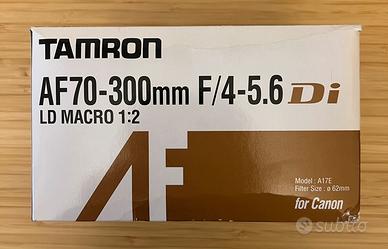 TAMRON
AF70-300mm F/4-5.6 Di
LD MACRO 1:2
AF
Model : A17E
Filter Size : ø 62mm
for Canon
subito